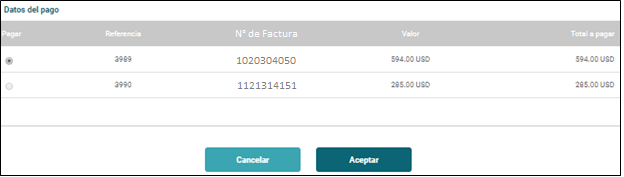 Datos del pago
Pagar Referencia N° de Factura Valor Total a pagar
3989 1020304050 594.00 USD 594.00 USD
3990 1121314151 285.00 USD 285.00 USD
Cancelar Aceptar